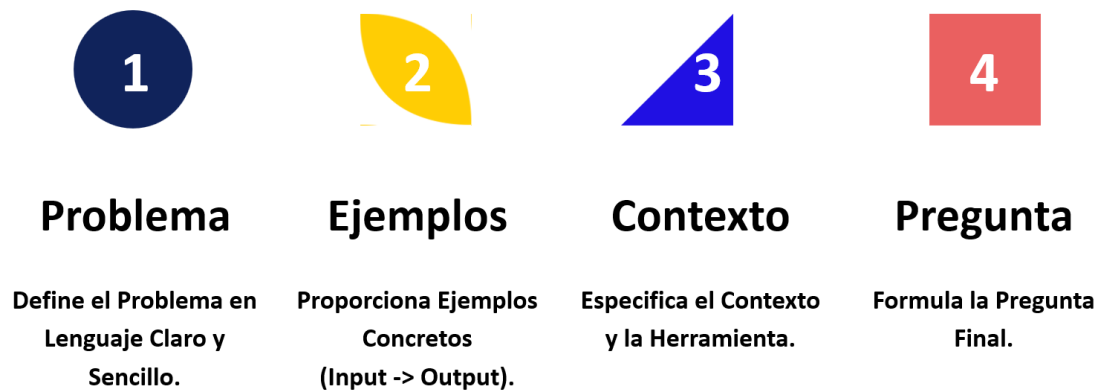 1
Problema
Define el Problema en
Lenguaje Claro y
Sencillo.
2
Ejemplos
Proporciona Ejemplos
Concretos
(Input -> Output).
3
Contexto
Especifica el Contexto
y la Herramienta.
4
Pregunta
Formula la Pregunta
Final.